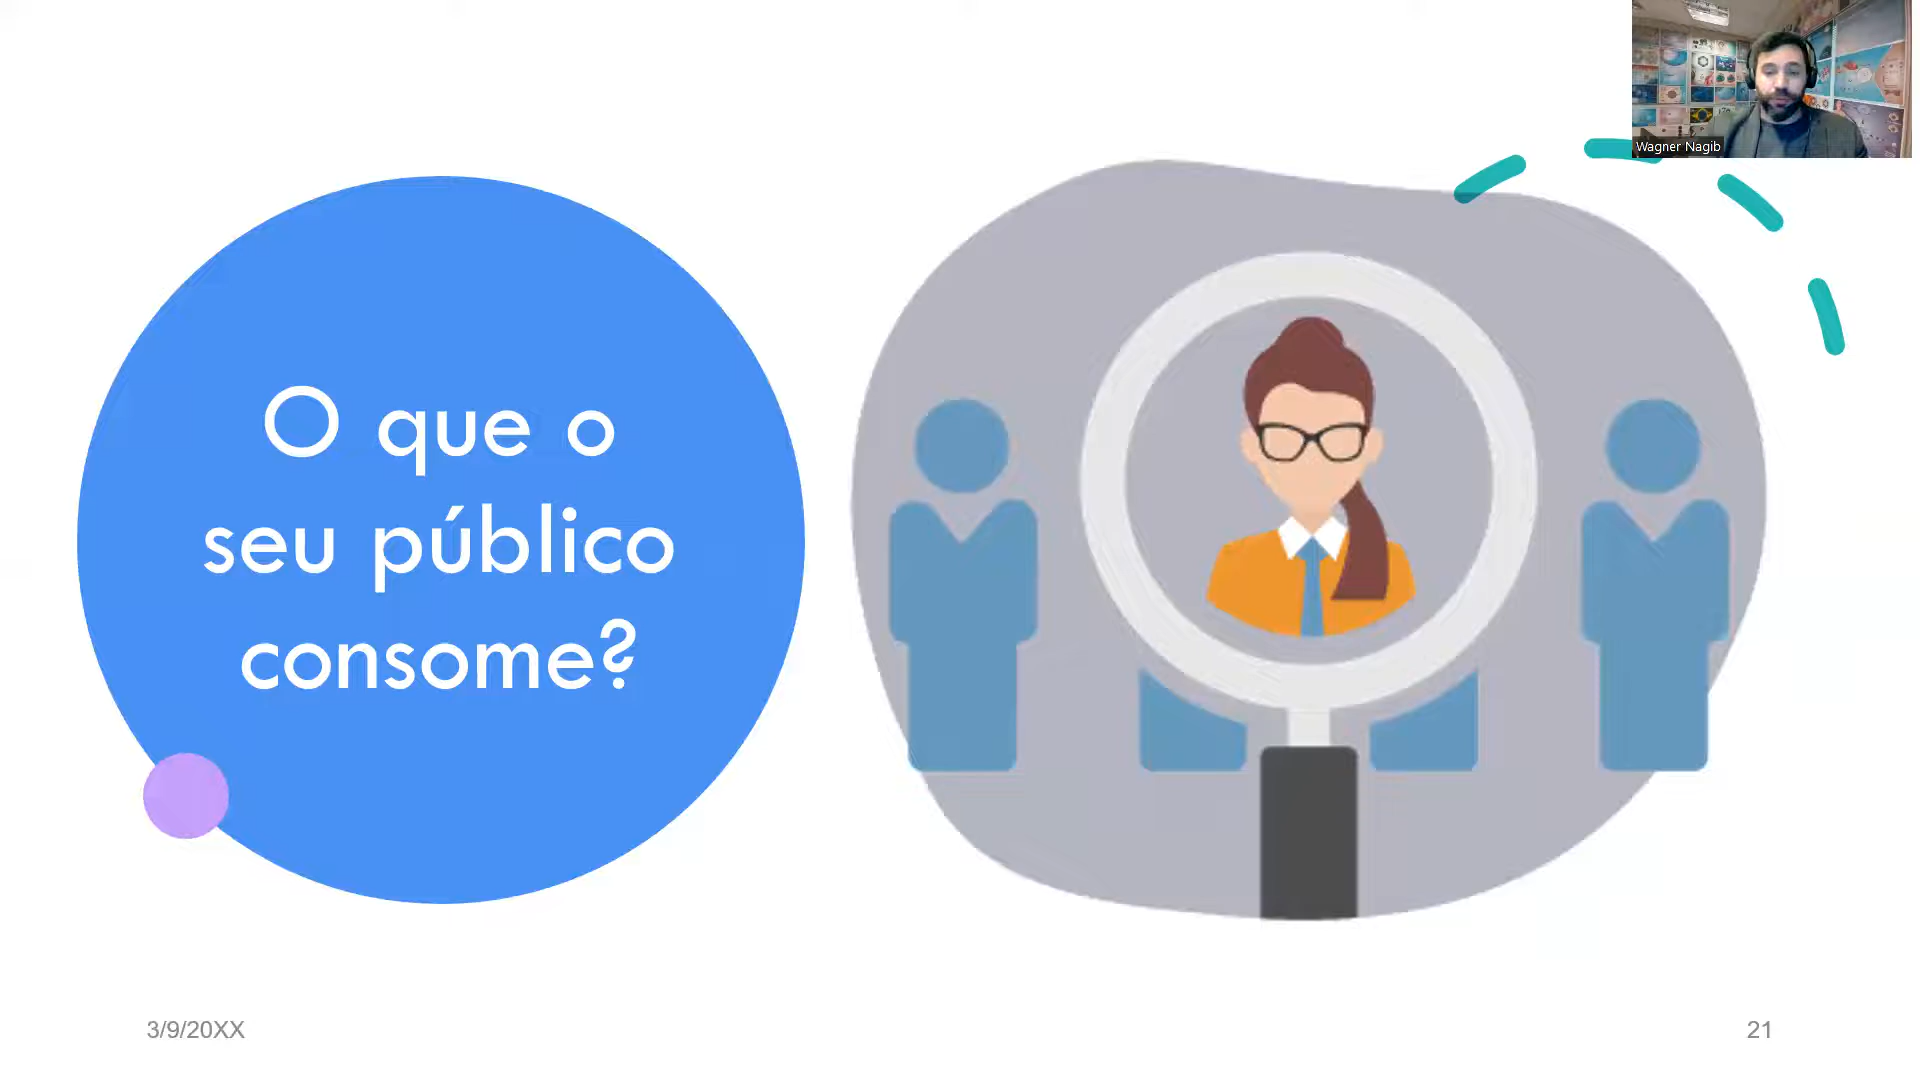 Wagner Nagib
O que o
seu público
consome?
3/9/20XX
21